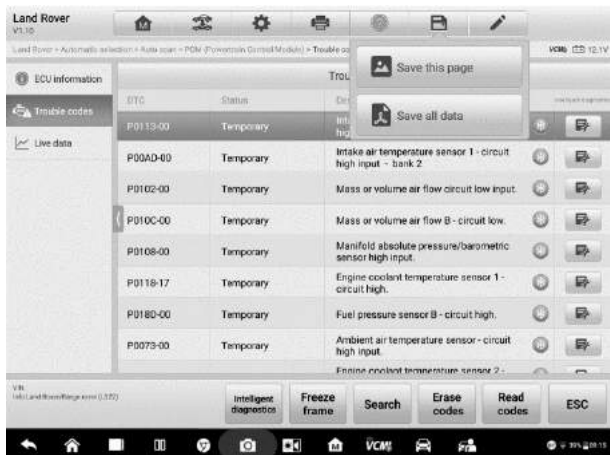 Land Rover
V1.10
Land Rover > Automatic selection > Auto scan > PCM (Powertrain Control Module) > Trouble co
VCMI 12.1V
Save this page
Save all data
ECU information
Trouble codes
Live data
Trou
DTC Status Des
P0113-00 Temporary Int
hig
P00AD-00 Temporary Intake air temperature sensor 1 - circuit
high input - bank 2
P0102-00 Temporary Mass or volume air flow circuit low input.
P010C-00 Temporary Mass or volume air flow B - circuit low.
P0108-00 Temporary Manifold absolute pressure/barometric
sensor high input.
P0118-17 Temporary Engine coolant temperature sensor 1 -
circuit high.
P018D-00 Temporary Fuel pressure sensor B - circuit high.
P0073-00 Temporary Ambient air temperature sensor - circuit
high input.
Engine coolant temperature sensor 2 -
VIN
Intelligent
diagnostics
Freeze
frame
Search
Erase
codes
Read
codes
ESC
VCMI